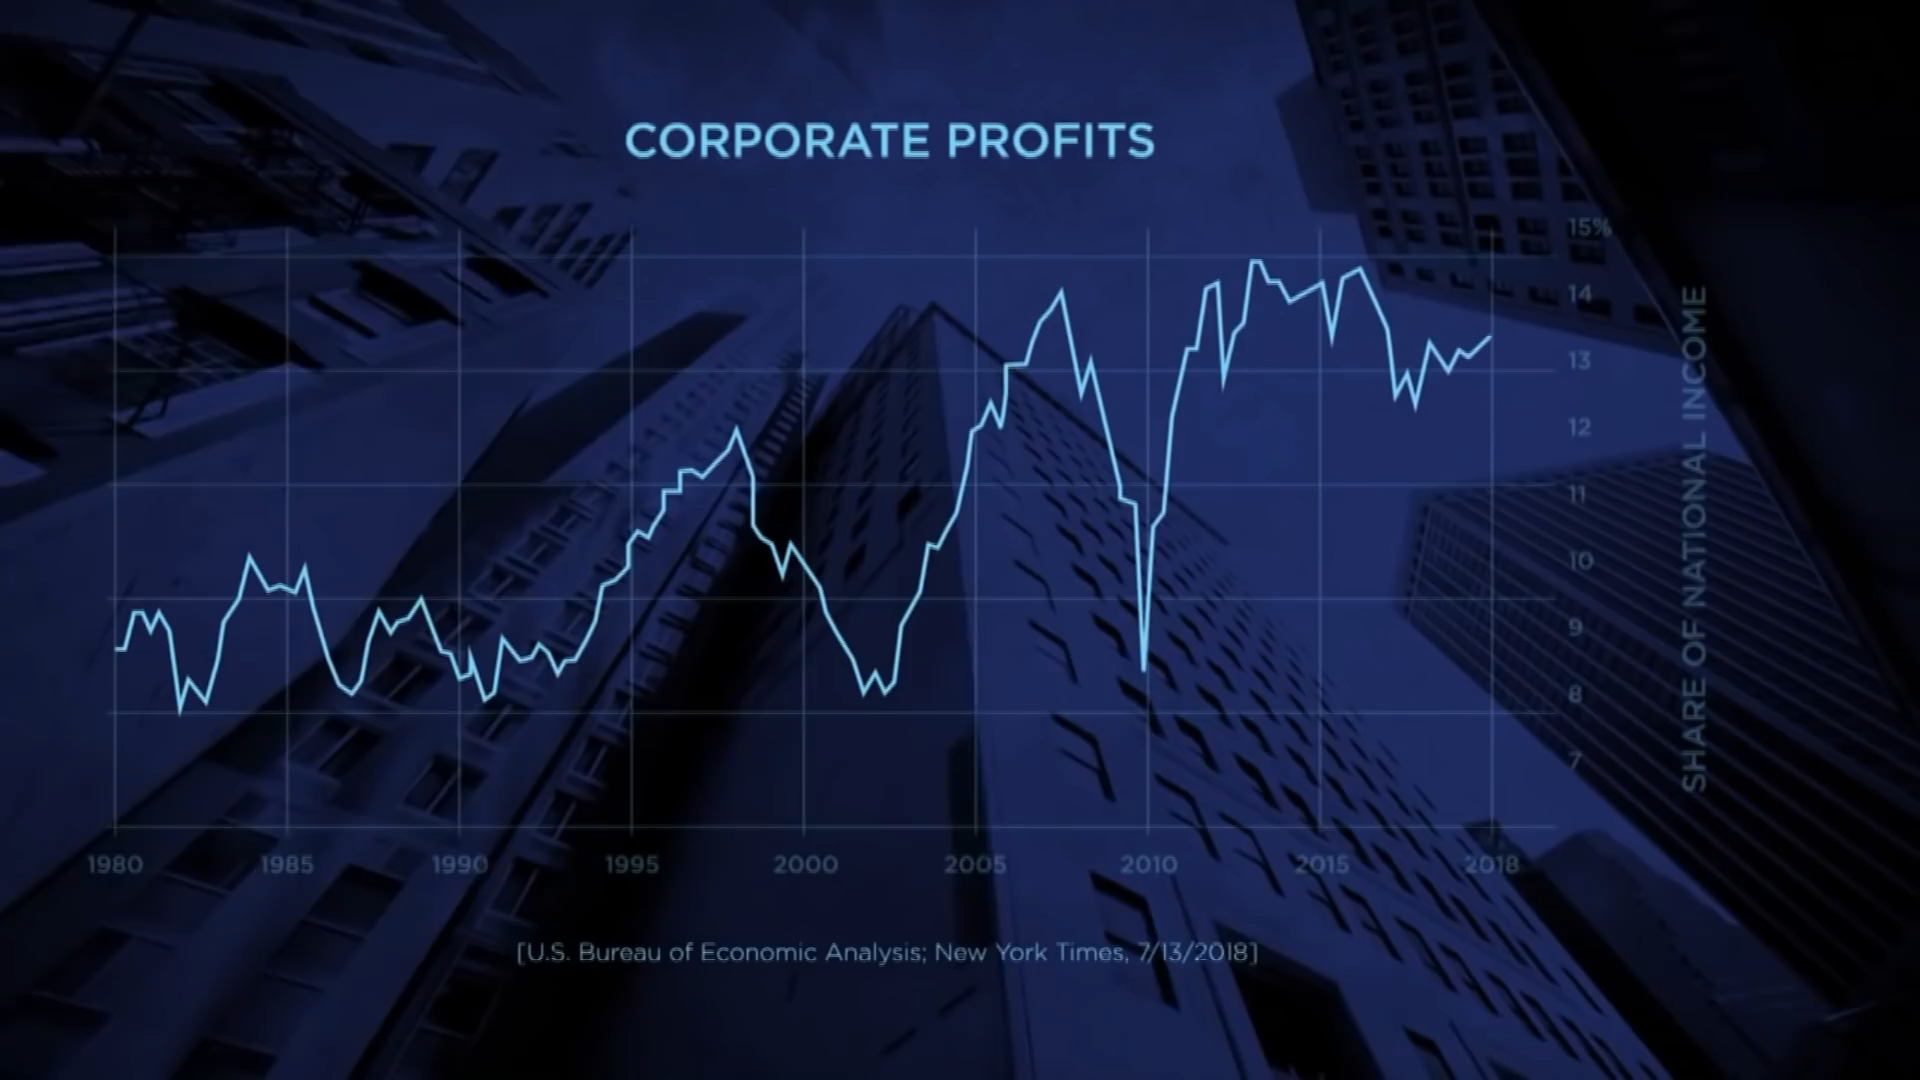 CORPORATE PROFITS
15%
14
13
12
11
10
9
8
7
SHARE OF NATIONAL INCOME
1980 1985 1990 1995 2000 2005 2010 2015 2018
[U.S. Bureau of Economic Analysis; New York Times, 7/13/2018]